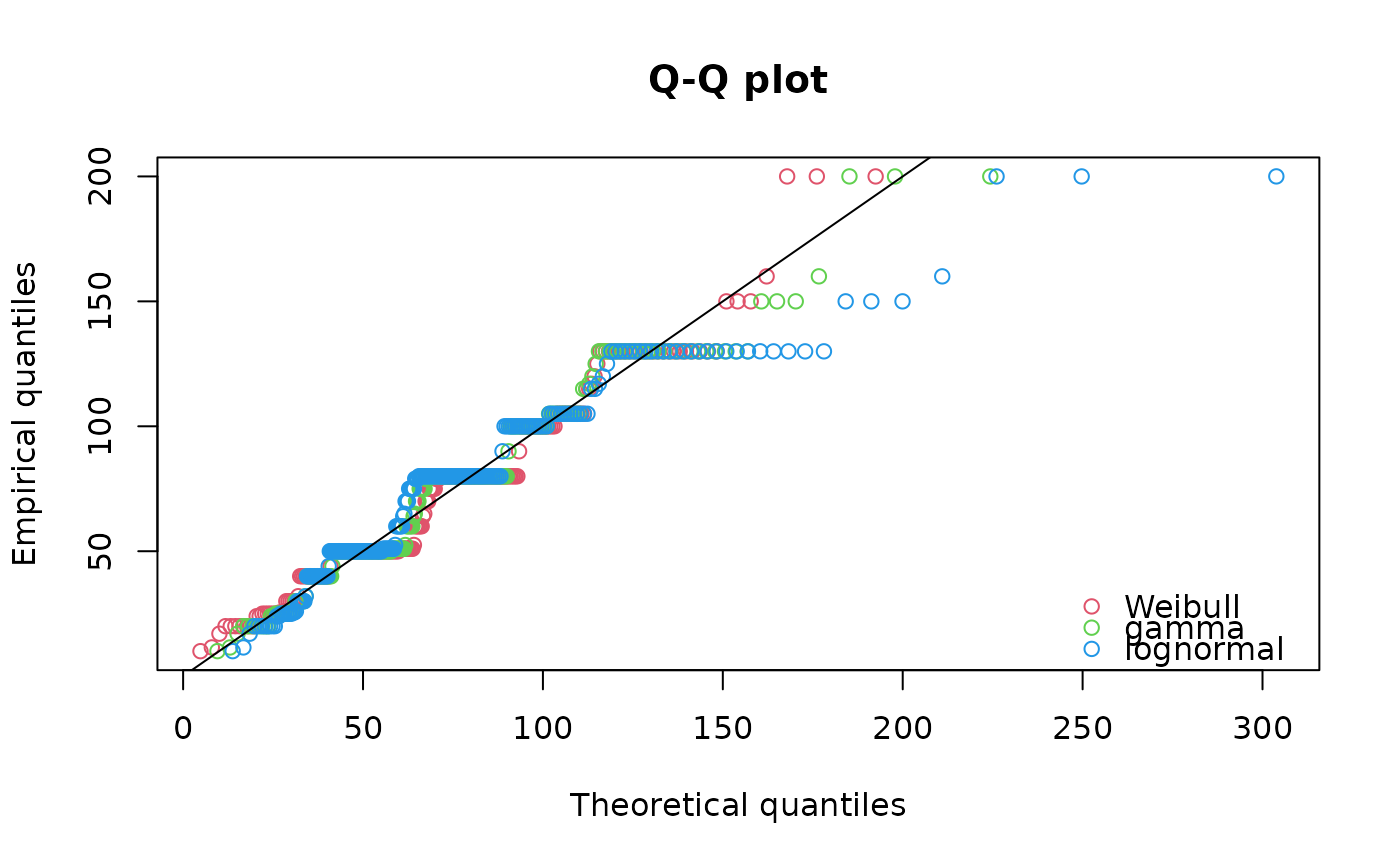 Q-Q plot
Empirical quantiles
200
150
100
50
Weibull
gamma
lognormal
0 50 100 150 200 250 300
Theoretical quantiles